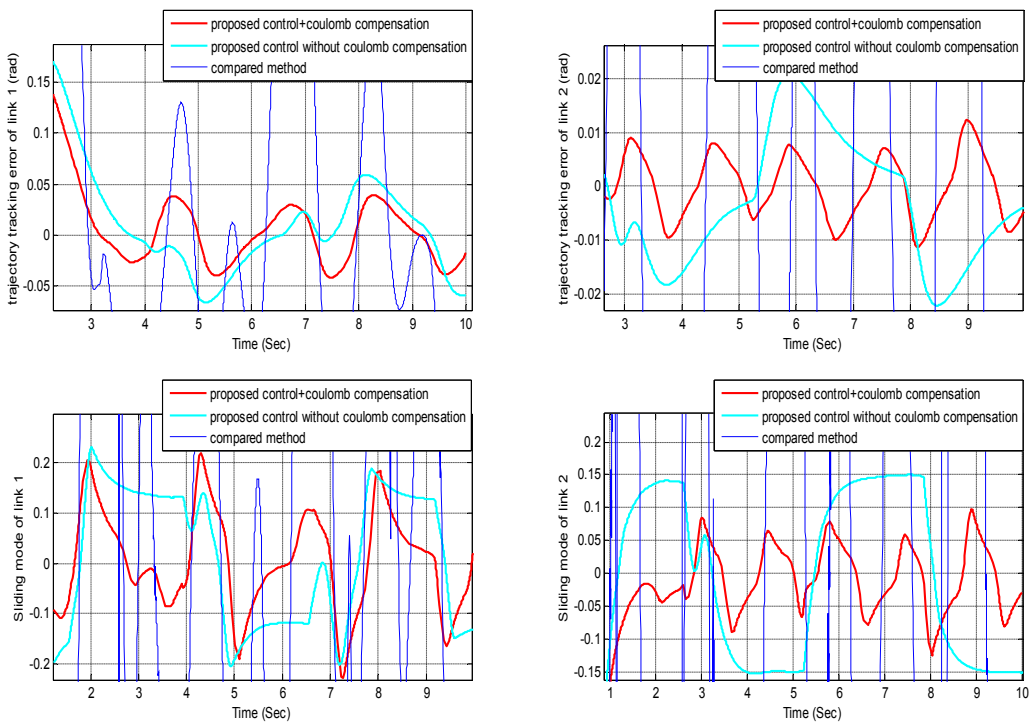 proposed control+coulomb compensation
proposed control without coulomb compensation
compared method
trajectory tracking error of link 1 (rad)
0.15
0.1
0.05
0
-0.05
3 4 5 6 7 8 9 10
Time (Sec)
proposed control+coulomb compensation
proposed control without coulomb compensation
compared method
trajectory tracking error of link 2 (rad)
0.02
0.01
0
-0.01
-0.02
3 4 5 6 7 8 9
Time (Sec)
proposed control+coulomb compensation
proposed control without coulomb compensation
compared method
Sliding mode of link 1
0.2
0.1
0
-0.1
-0.2
2 3 4 5 6 7 8 9
Time (Sec)
proposed control+coulomb compensation
proposed control without coulomb compensation
compared method
Sliding mode of link 2
0.2
0.15
0.1
0.05
0
-0.05
-0.1
-0.15
1 2 3 4 5 6 7 8 9 10
Time (Sec)